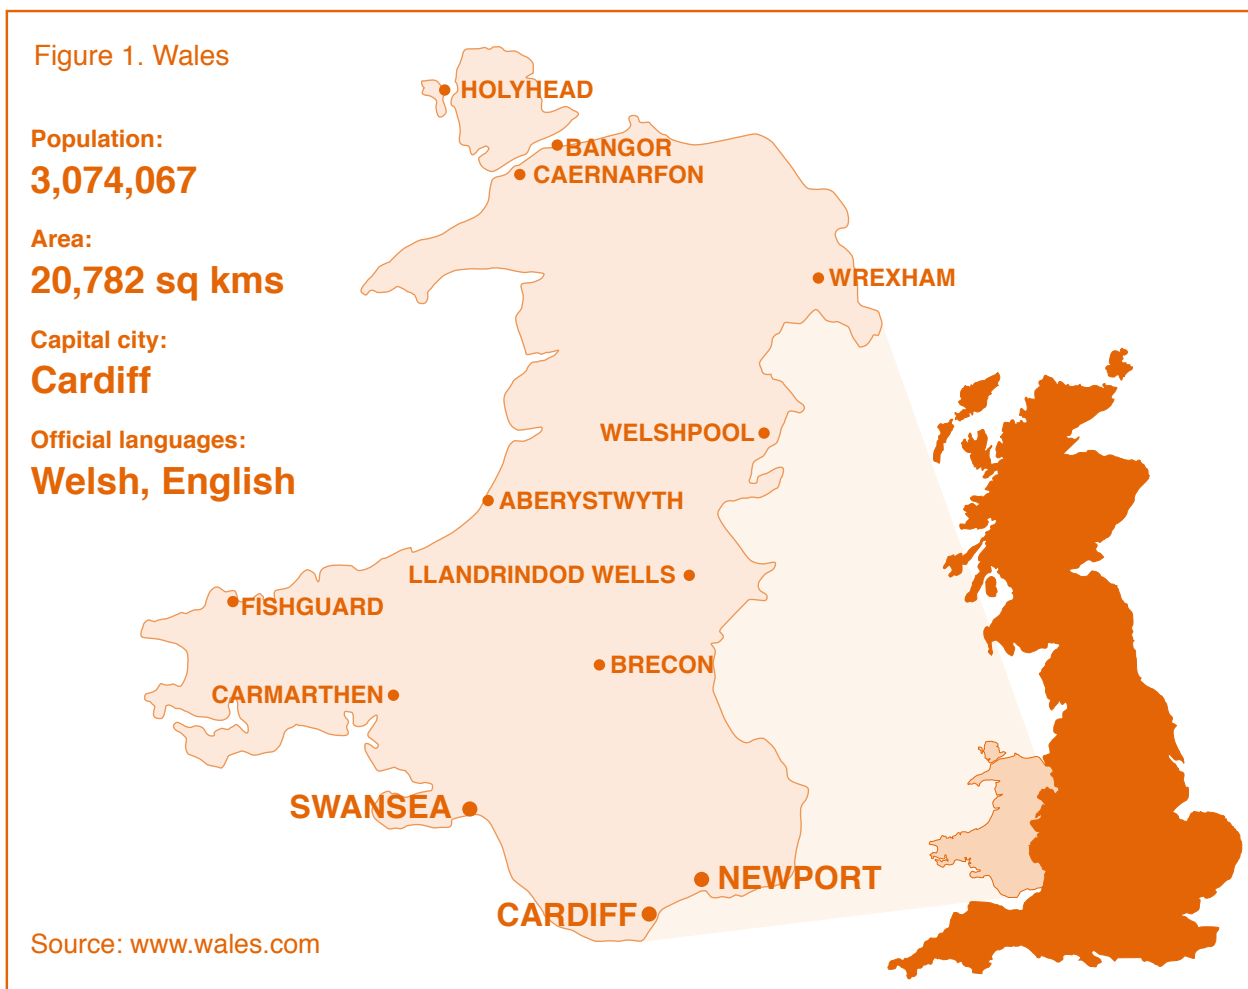 Figure 1. Wales
Population:
3,074,067
Area:
20,782 sq kms
Capital city:
Cardiff
Official languages:
Welsh, English
HOLYHEAD
BANGOR
CAERNARFON
WREXHAM
WELSHPOOL
ABERYSTWYTH
LLANDRINDOD WELLS
FISHGUARD
BRECON
CARMARTHEN
SWANSEA
NEWPORT
CARDIFF
Source: www.wales.com